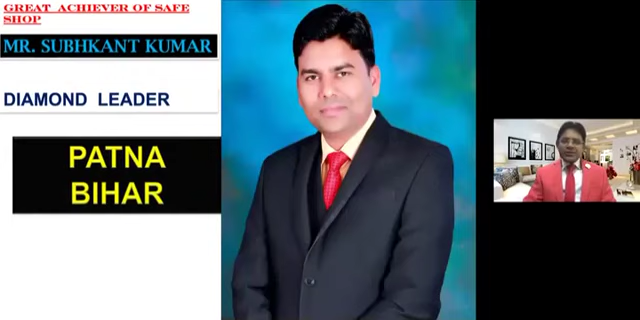 GREAT ACHIEVER OF SAFE
SHOP
MR. SUBHKANT KUMAR
DIAMOND LEADER
PATNA
BIHAR